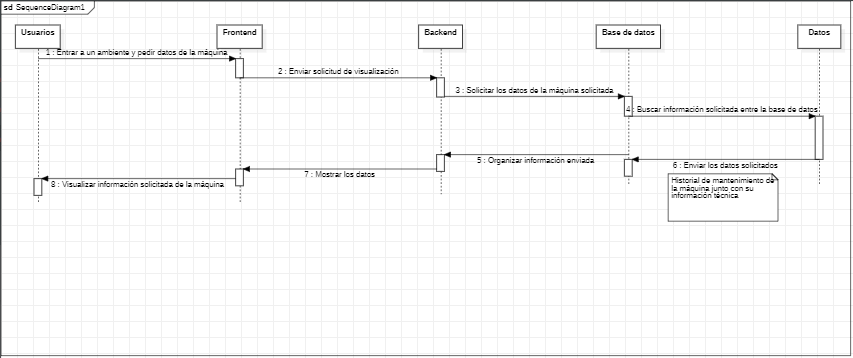 sd SequenceDiagram1
Usuarios
Frontend
Backend
Base de datos
Datos
1 : Entrar a un ambiente y pedir datos de la máquina
2 : Enviar solicitud de visualización
3 : Solicitar los datos de la máquina solicitada
4 : Buscar información solicitada entre la base de datos
5 : Organizar información enviada
6 : Enviar los datos solicitados
7 : Mostrar los datos
8 : Visualizar información solicitada de la máquina
Historial de mantenimiento de
la máquina junto con su
información técnica